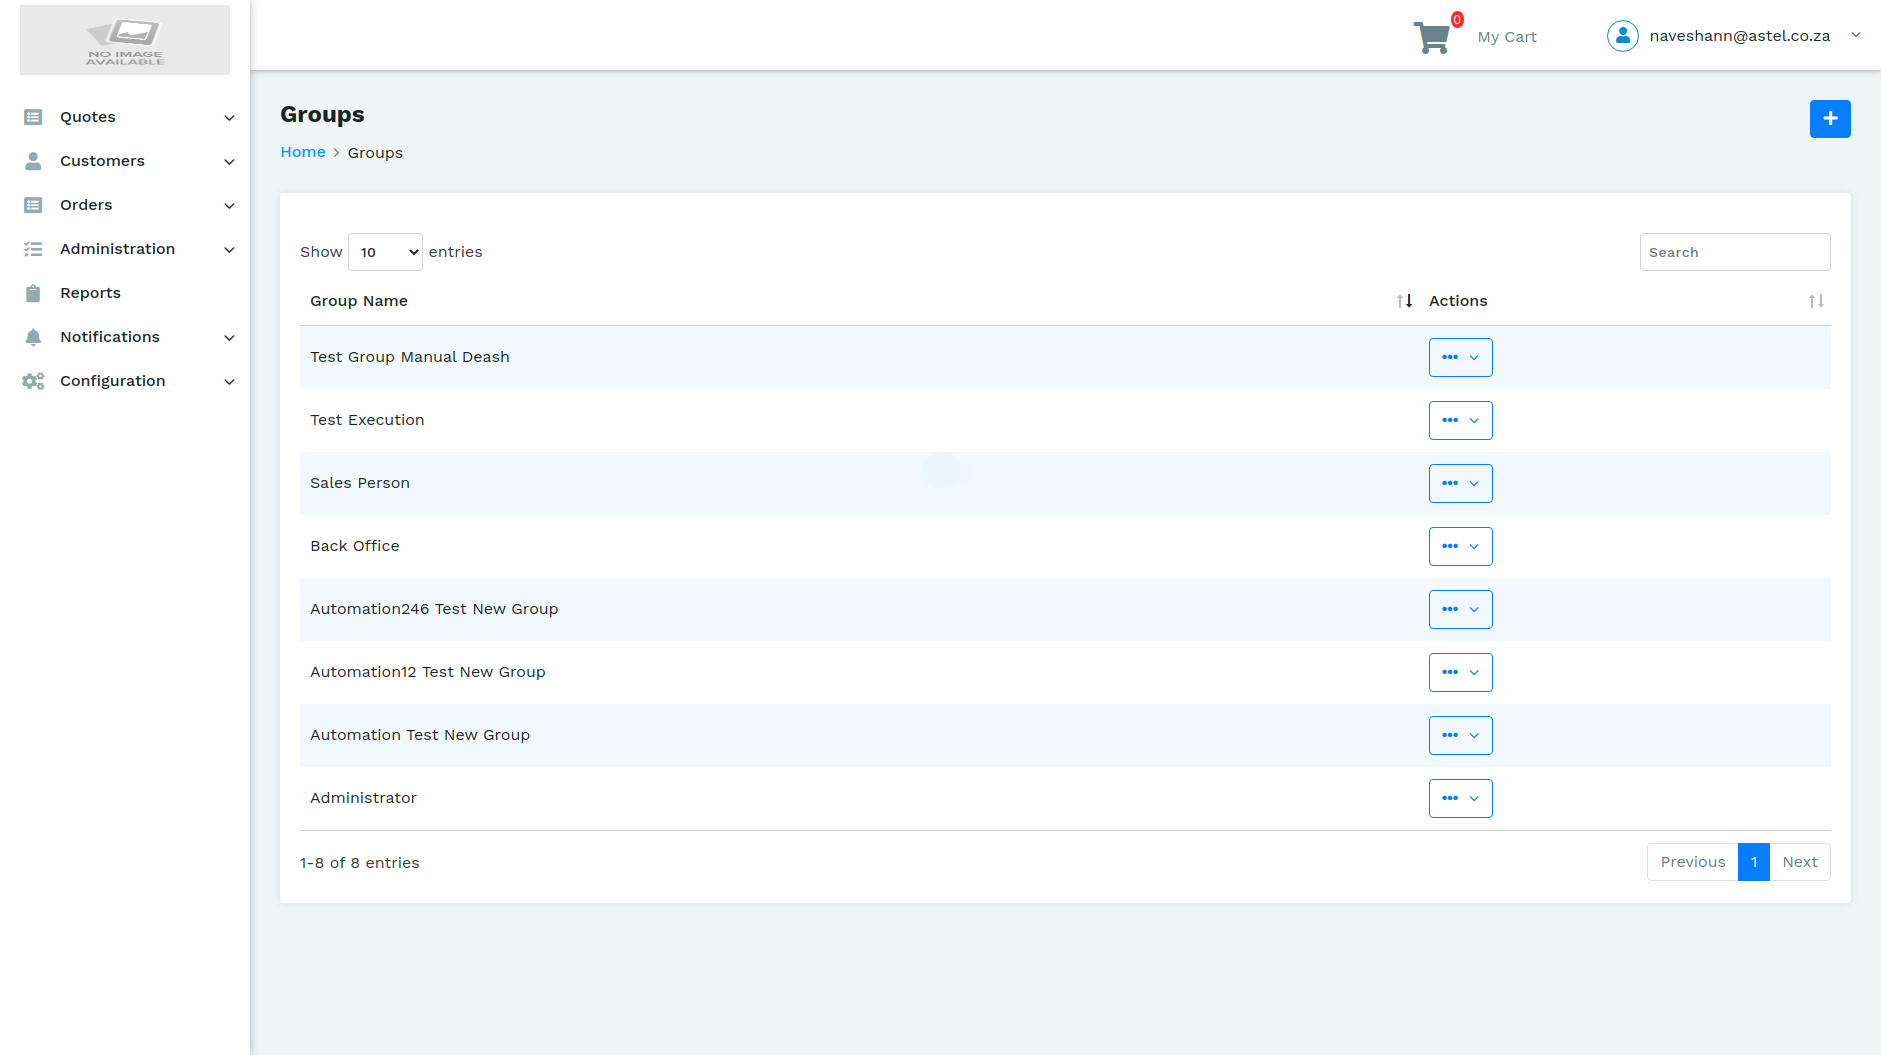 NO IMAGE
AVAILABLE
0
My Cart
naveshann@astel.co.za
Quotes
Customers
Orders
Administration
Reports
Notifications
Configuration
Groups
Home > Groups
Show 10 entries
Search
Group Name
Actions
Test Group Manual Deash
Test Execution
Sales Person
Back Office
Automation246 Test New Group
Automation12 Test New Group
Automation Test New Group
Administrator
1-8 of 8 entries
Previous 1 Next